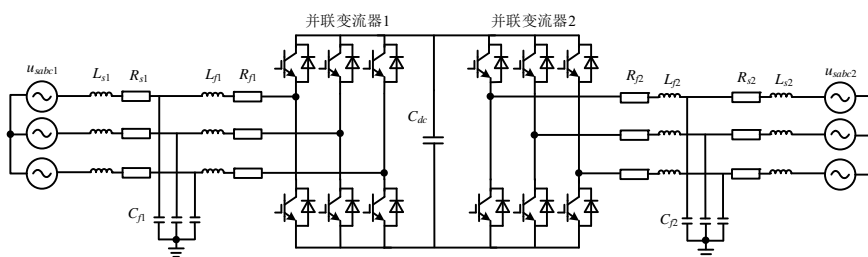 并联变流器1
并联变流器2
usabc1
Ls1
Rs1
Lf1
Rf1
Cf1
Cdc
Rf2
Lf2
Rs2
Ls2
usabc2
Cf2